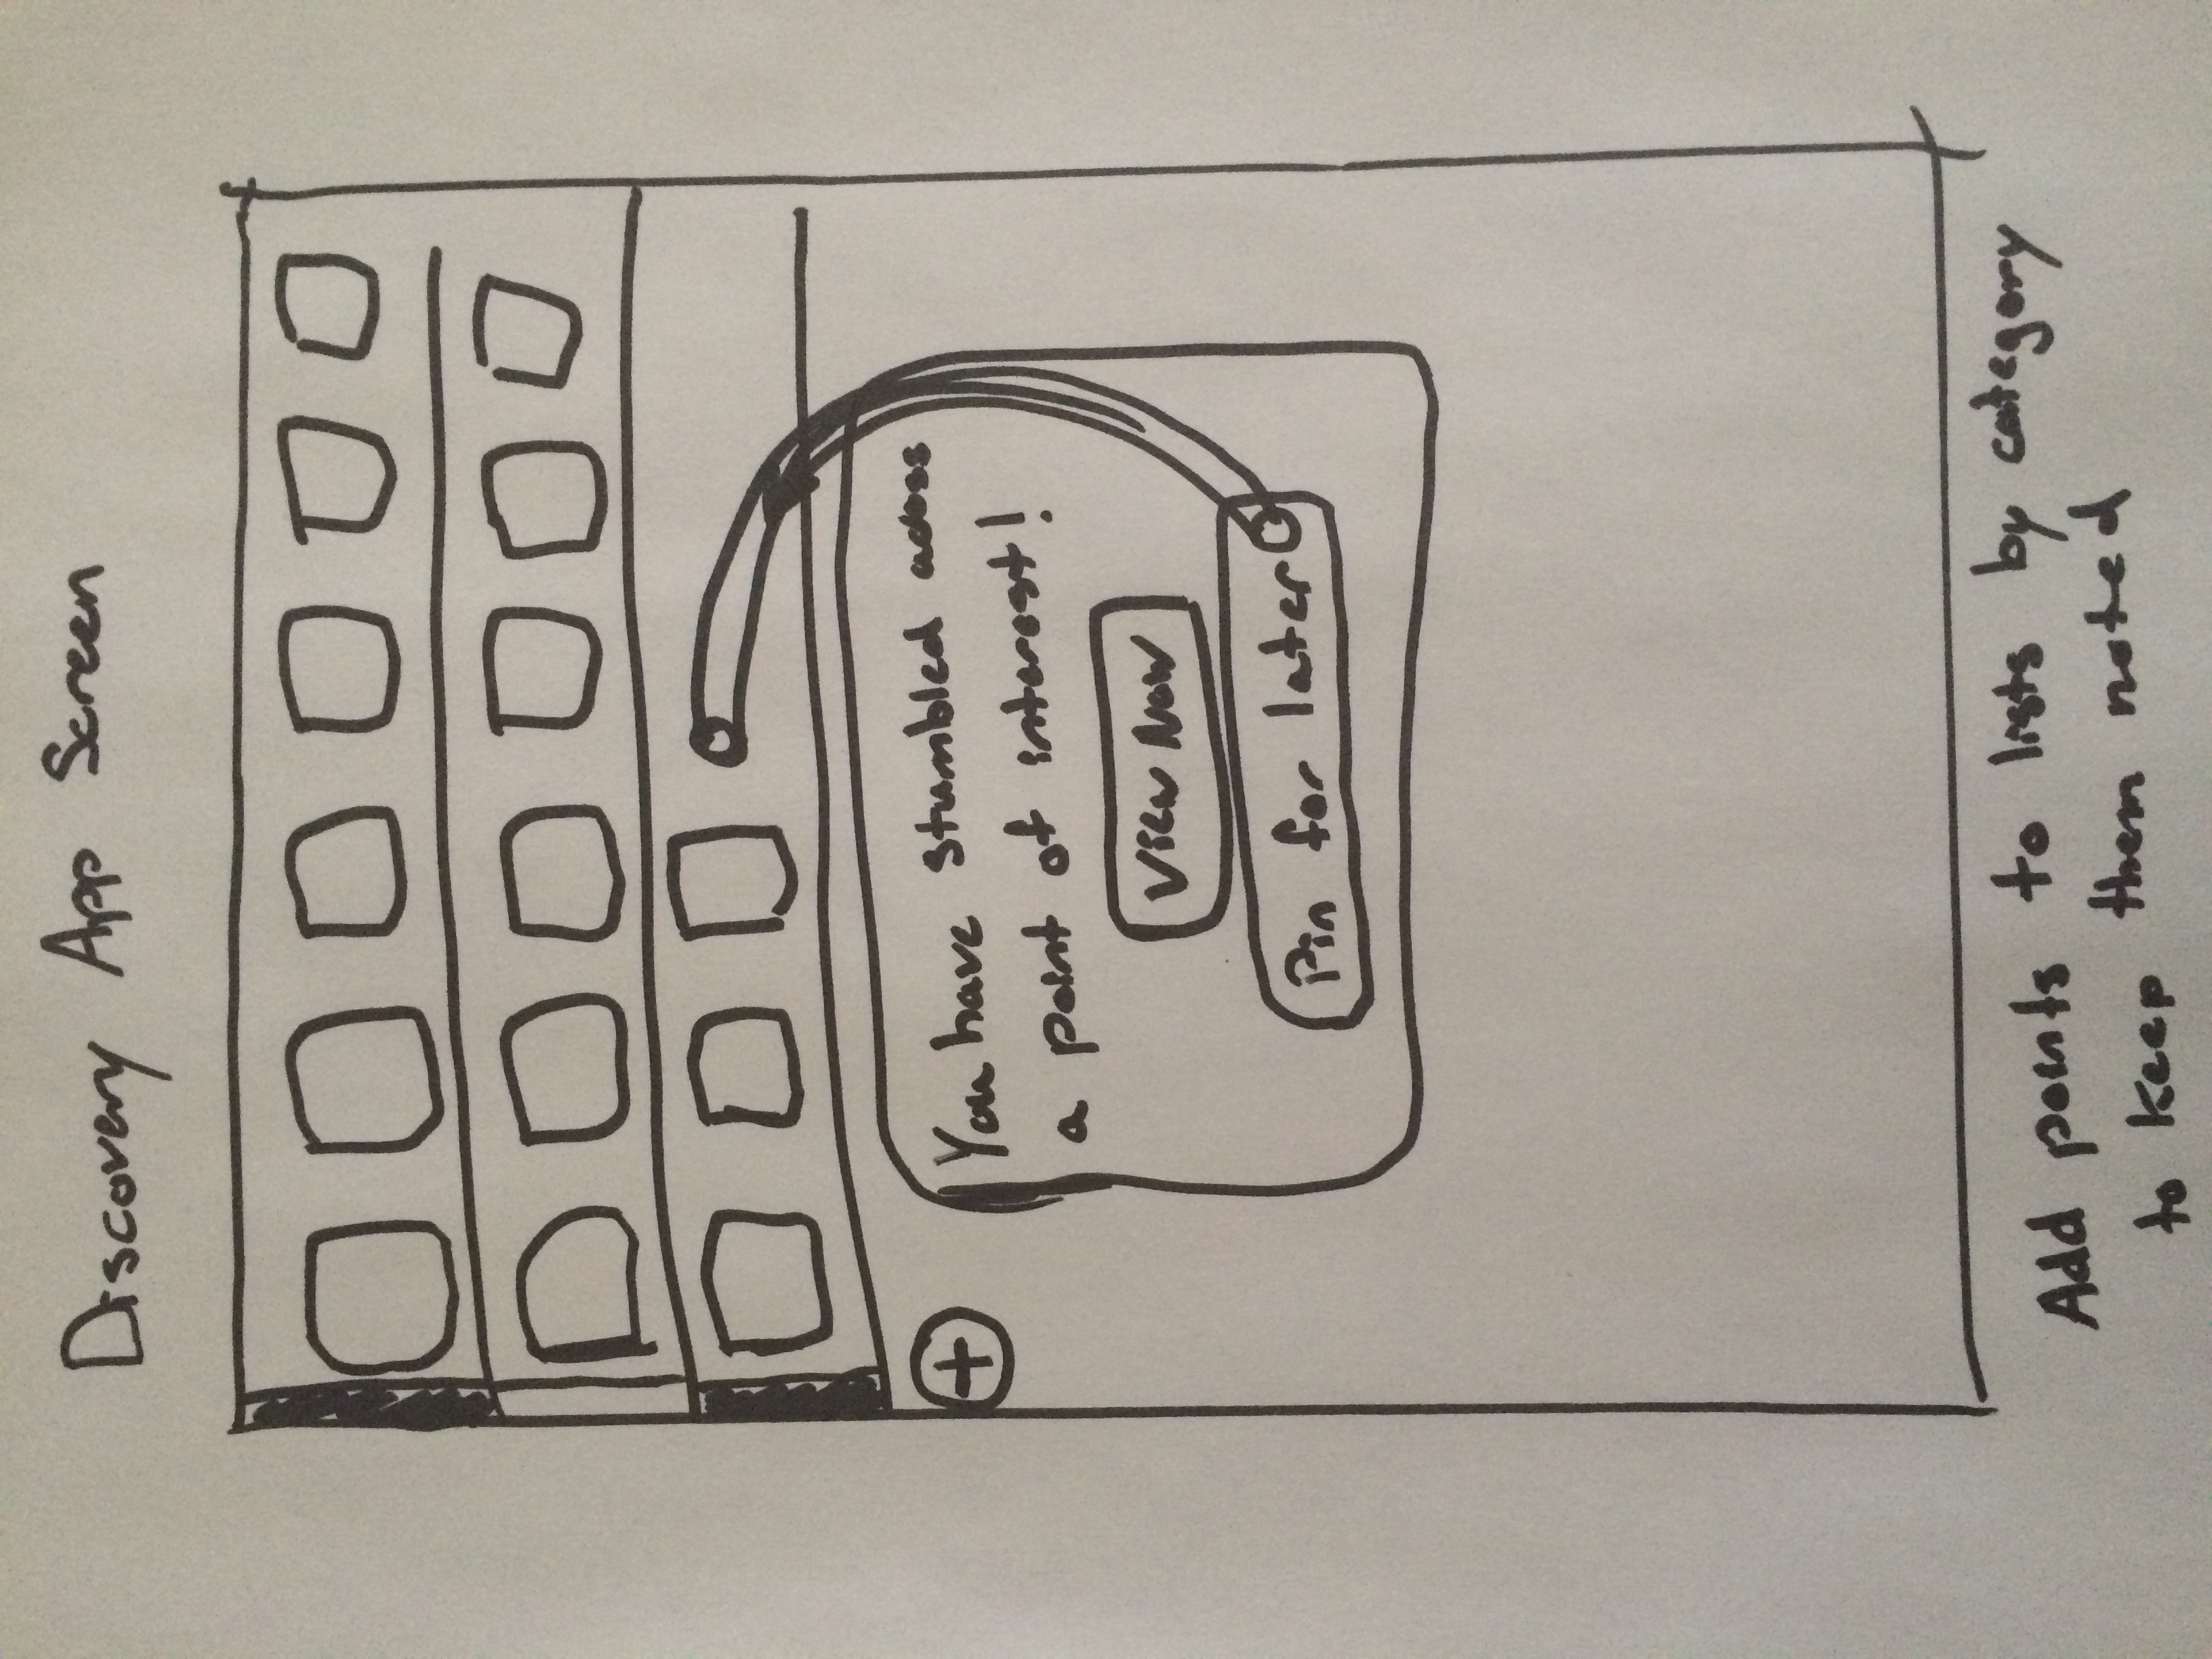 Discovery App Screen
You have stumbled acoss
a point of interest!
View Now
Pin for later
Add points to lists by category
to keep them noted